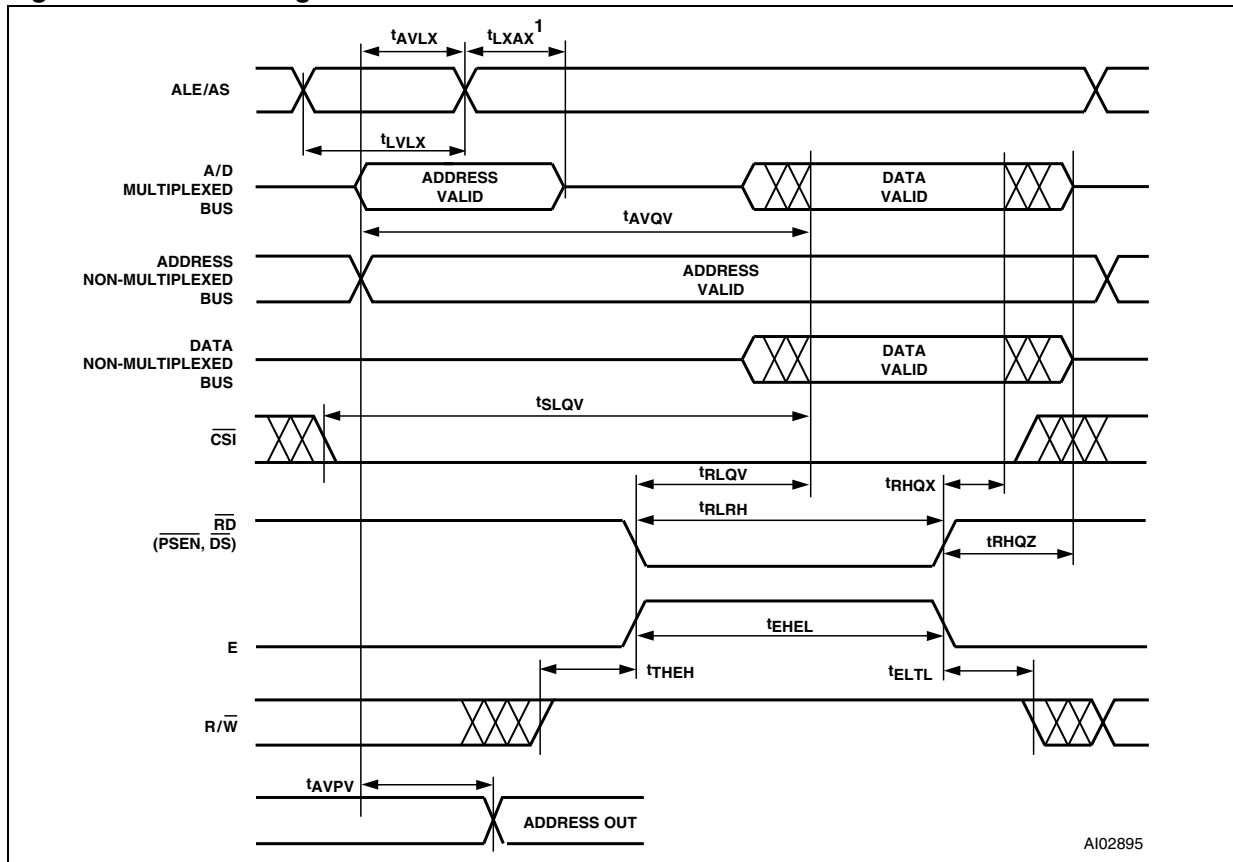 tAVLX tLXAX1
ALE/AS
tLVLX
A/D
MULTIPLEXED
BUS
ADDRESS
VALID
DATA
VALID
tAVQV
ADDRESS
NON-MULTIPLEXED
BUS
ADDRESS
VALID
DATA
NON-MULTIPLEXED
BUS
DATA
VALID
tSLQV
CSI
tRLQV
tRHQX
tRLRH
RD
(PSEN, DS)
tRHQZ
tEHEL
E
tTHEH
tELTL
R/W
tAVPV
ADDRESS OUT
AI02895